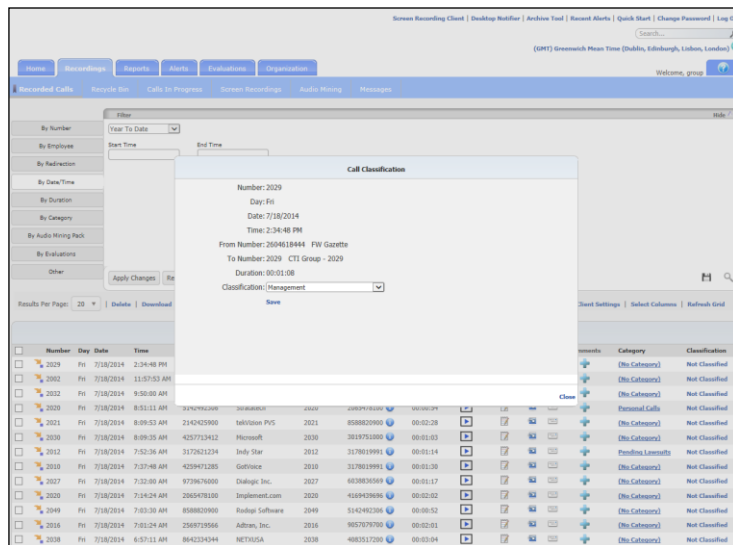 Screen Recording Client | Desktop Notifier | Archive Tool | Recent Alerts | Quick Start | Change Password | Log O
Search...
(GMT) Greenwich Mean Time (Dublin, Edinburgh, Lisbon, London)
Home Recordings Reports Alerts Evaluations Organization
Welcome, group
Recorded Calls Recycle Bin Calls In Progress Screen Recordings Audio Mining Messages
Filter Hide
By Number
By Employee
By Redirection
By Date/Time
By Duration
By Category
By Audio Mining Pack
By Evaluations
Other
Year To Date
Start Time End Time
Call Classification
Number: 2029
Day: Fri
Date: 7/18/2014
Time: 2:34:48 PM
From Number: 2604618444 FW Gazette
To Number: 2029 CTI Group - 2029
Duration: 00:01:08
Classification: Management
Save
Close
Apply Changes Re
Results Per Page: 20 | Delete | Download
Client Settings | Select Columns | Refresh Grid
Number Day Date Time mments Category Classification
2029 Fri 7/18/2014 2:34:48 PM (No Category) Not Classified
2002 Fri 7/18/2014 11:57:53 AM (No Category) Not Classified
2032 Fri 7/18/2014 9:50:00 AM (No Category) Not Classified
2020 Fri 7/18/2014 8:51:11 AM 5142492306 Stratatech 2020 2065478100 00:00:54 Personal Calls Not Classified
2021 Fri 7/18/2014 8:09:53 AM 2142425900 tekVizion PVS 2021 8588820900 00:02:28 (No Category) Not Classified
2030 Fri 7/18/2014 8:09:35 AM 4257713412 Microsoft 2030 3019751000 00:01:03 (No Category) Not Classified
2012 Fri 7/18/2014 7:52:36 AM 3172621234 Indy Star 2012 3178019991 00:01:14 Pending Lawsuits Not Classified
2010 Fri 7/18/2014 7:37:48 AM 4259471285 GotVoice 2010 3178019991 00:01:30 (No Category) Not Classified
2027 Fri 7/18/2014 7:32:00 AM 9739676000 Dialogic Inc. 2027 6038836569 00:01:17 (No Category) Not Classified
2020 Fri 7/18/2014 7:14:24 AM 2065478100 Implement.com 2020 4169439696 00:02:02 (No Category) Not Classified
2049 Fri 7/18/2014 7:03:30 AM 8588820900 Rodopi Software 2049 5142492306 00:01:52 (No Category) Not Classified
2016 Fri 7/18/2014 7:01:24 AM 2569719566 Adtran, Inc. 2016 9057079700 00:02:01 (No Category) Not Classified
2038 Fri 7/18/2014 6:57:11 AM 8642334344 NETXUSA 2038 4083517200 00:03:04 (No Category) Not Classified